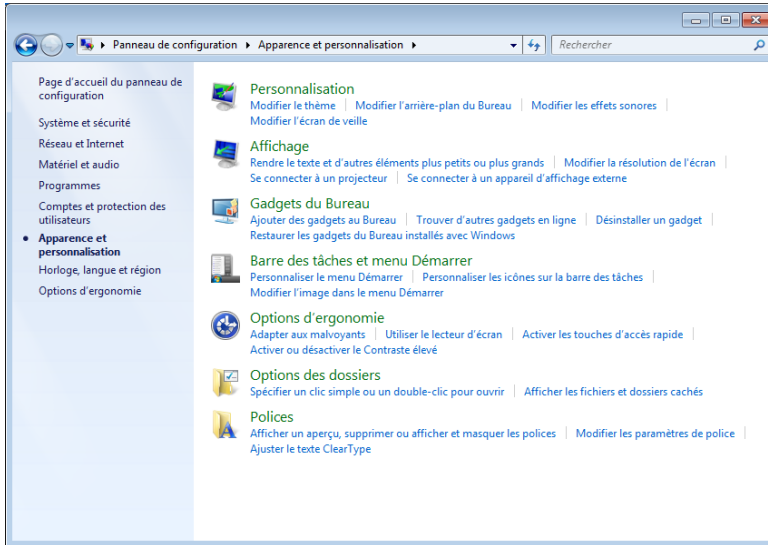 Panneau de configuration Apparence et personnalisation Rechercher
Page d'accueil du panneau de
configuration
Système et sécurité
Réseau et Internet
Matériel et audio
Programmes
Comptes et protection des
utilisateurs
Apparence et
personnalisation
Horloge, langue et région
Options d'ergonomie
Personnalisation
Modifier le thème Modifier l'arrière-plan du Bureau Modifier les effets sonores
Modifier l'écran de veille
Affichage
Rendre le texte et d'autres éléments plus petits ou plus grands Modifier la résolution de l'écran
Se connecter à un projecteur Se connecter à un appareil d'affichage externe
Gadgets du Bureau
Ajouter des gadgets au Bureau Trouver d'autres gadgets en ligne Désinstaller un gadget
Restaurer les gadgets du Bureau installés avec Windows
Barre des tâches et menu Démarrer
Personnaliser le menu Démarrer Personnaliser les icônes sur la barre des tâches
Modifier l'image dans le menu Démarrer
Options d'ergonomie
Adapter aux malvoyants Utiliser le lecteur d'écran Activer les touches d'accès rapide
Activer ou désactiver le Contraste élevé
Options des dossiers
Spécifier un clic simple ou un double-clic pour ouvrir Afficher les fichiers et dossiers cachés
Polices
Afficher un aperçu, supprimer ou afficher et masquer les polices Modifier les paramètres de police
Ajuster le texte ClearType